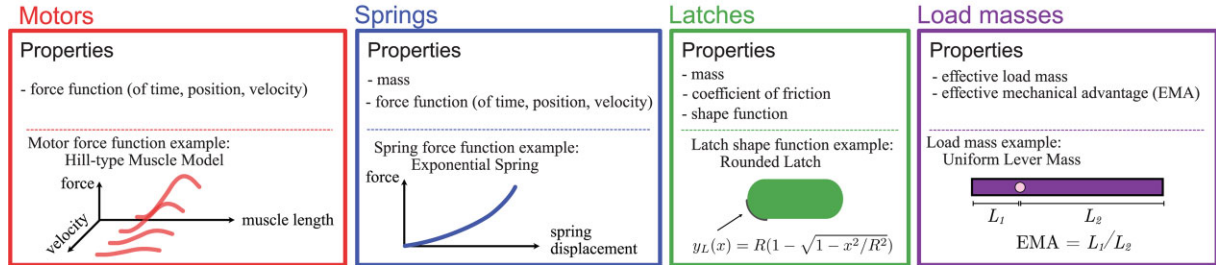 Motors
Properties
- force function (of time, position, velocity)
Motor force function example:
Hill-type Muscle Model
force
velocity
muscle length
Springs
Properties
- mass
- force function (of time, position, velocity)
Spring force function example:
Exponential Spring
force
spring
displacement
Latches
Properties
- mass
- coefficient of friction
- shape function
Latch shape function example:
Rounded Latch
y_L(x) = R(1 − √(1 − x²/R²))
Load masses
Properties
- effective load mass
- effective mechanical advantage (EMA)
Load mass example:
Uniform Lever Mass
L₁ L₂
EMA = L₁/L₂